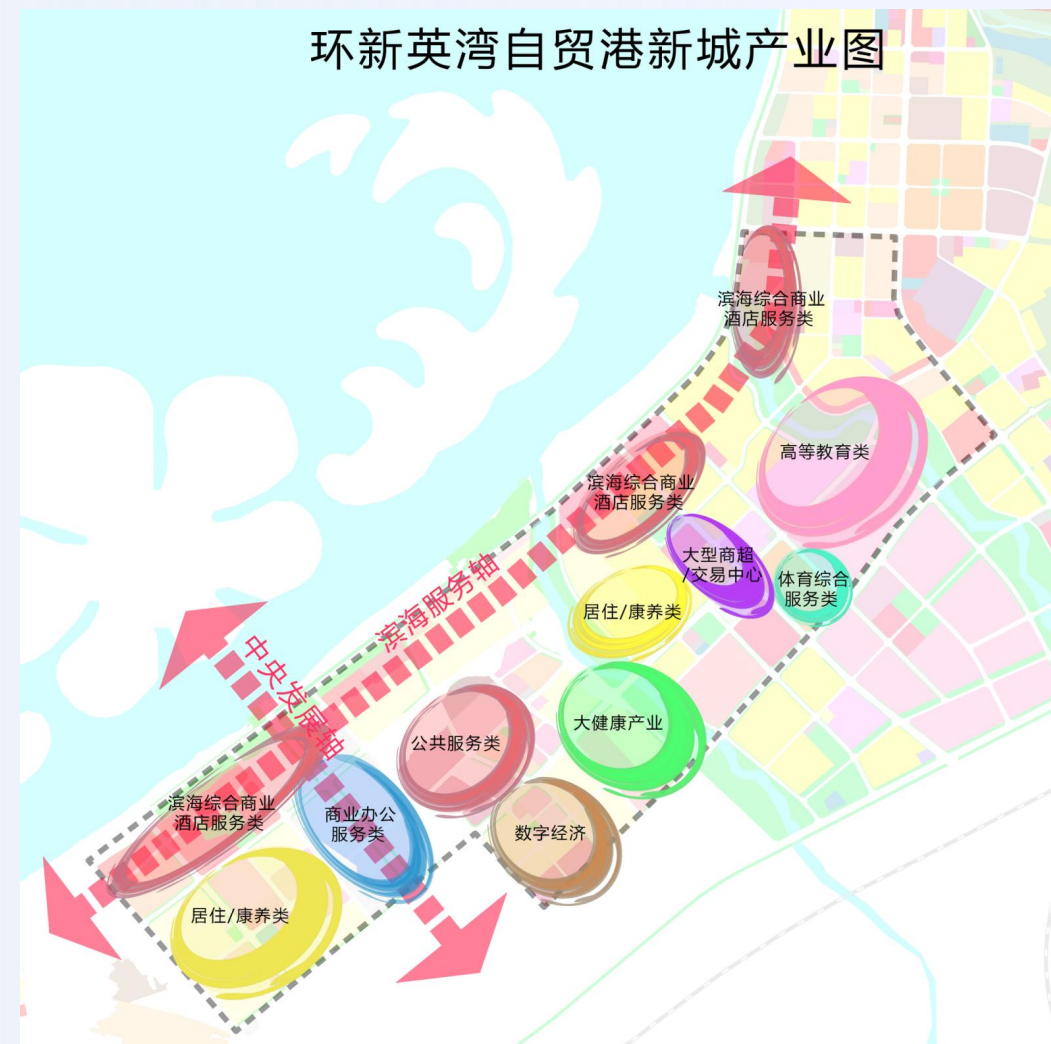 环新英湾自贸港新城产业图
滨海综合商业
酒店服务类
高等教育类
滨海综合商业
酒店服务类
大型商超
/交易中心
体育综合
服务类
居住/康养类
滨海服务轴
中央发展轴
大健康产业
公共服务类
滨海综合商业
酒店服务类
商业办公
服务类
数字经济
居住/康养类